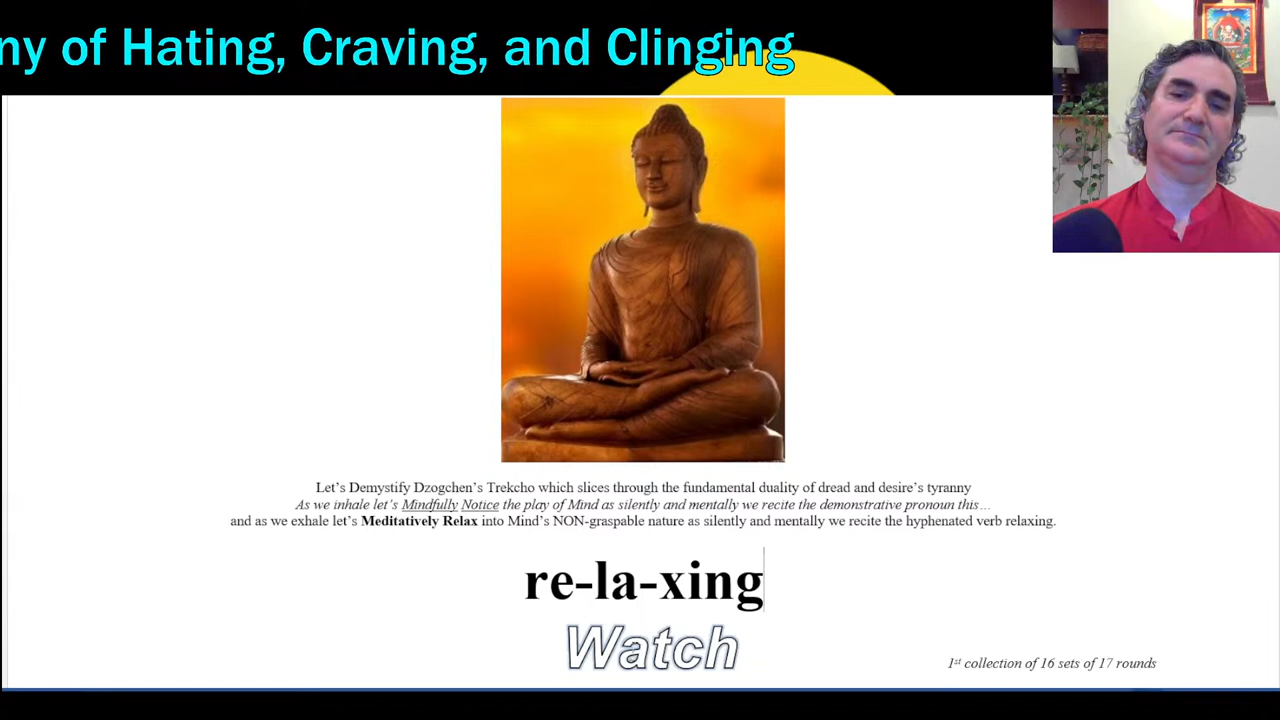 of Hating, Craving, and Clinging
Let's Demystify Dzogchen's Trekcho which slices through the fundamental duality of dread and desire's tyranny
As we inhale let's Mindfully Notice the play of Mind as silently and mentally we recite the demonstrative pronoun this…
and as we exhale let's Meditatively Relax into Mind's NON-graspable nature as silently and mentally we recite the hyphenated verb relaxing.
re-la-xing
Watch
1st collection of 16 sets of 17 rounds